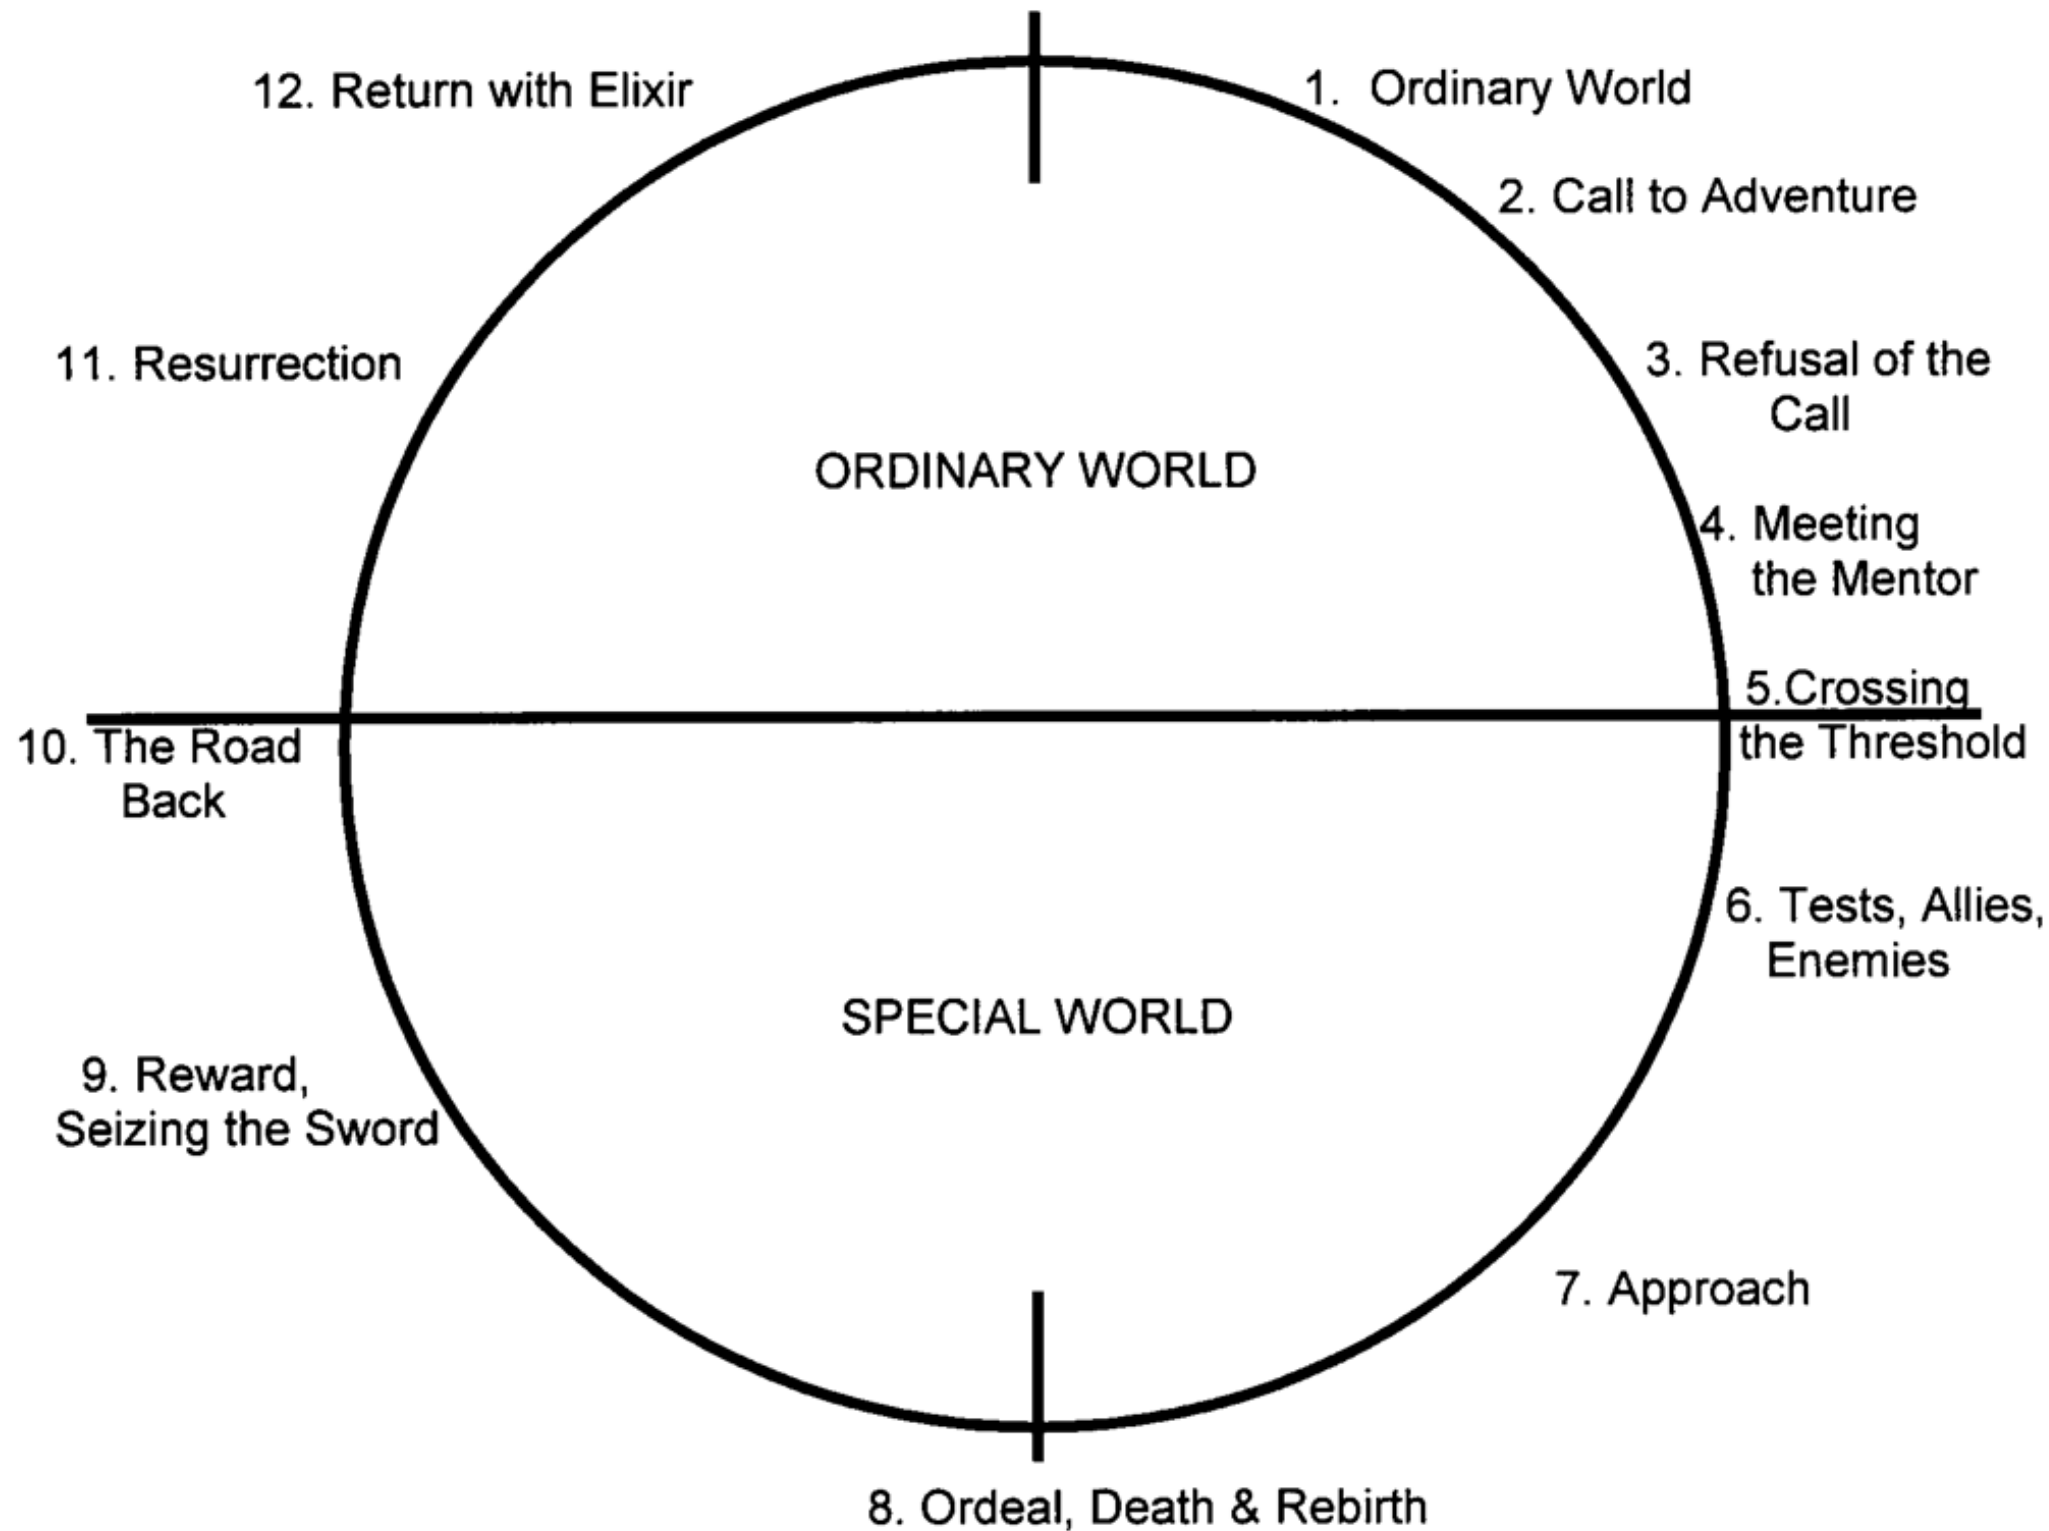 12. Return with Elixir
1. Ordinary World
2. Call to Adventure
11. Resurrection
3. Refusal of the
Call
ORDINARY WORLD
4. Meeting
the Mentor
5.Crossing
the Threshold
10. The Road
Back
6. Tests, Allies,
Enemies
SPECIAL WORLD
9. Reward,
Seizing the Sword
7. Approach
8. Ordeal, Death & Rebirth